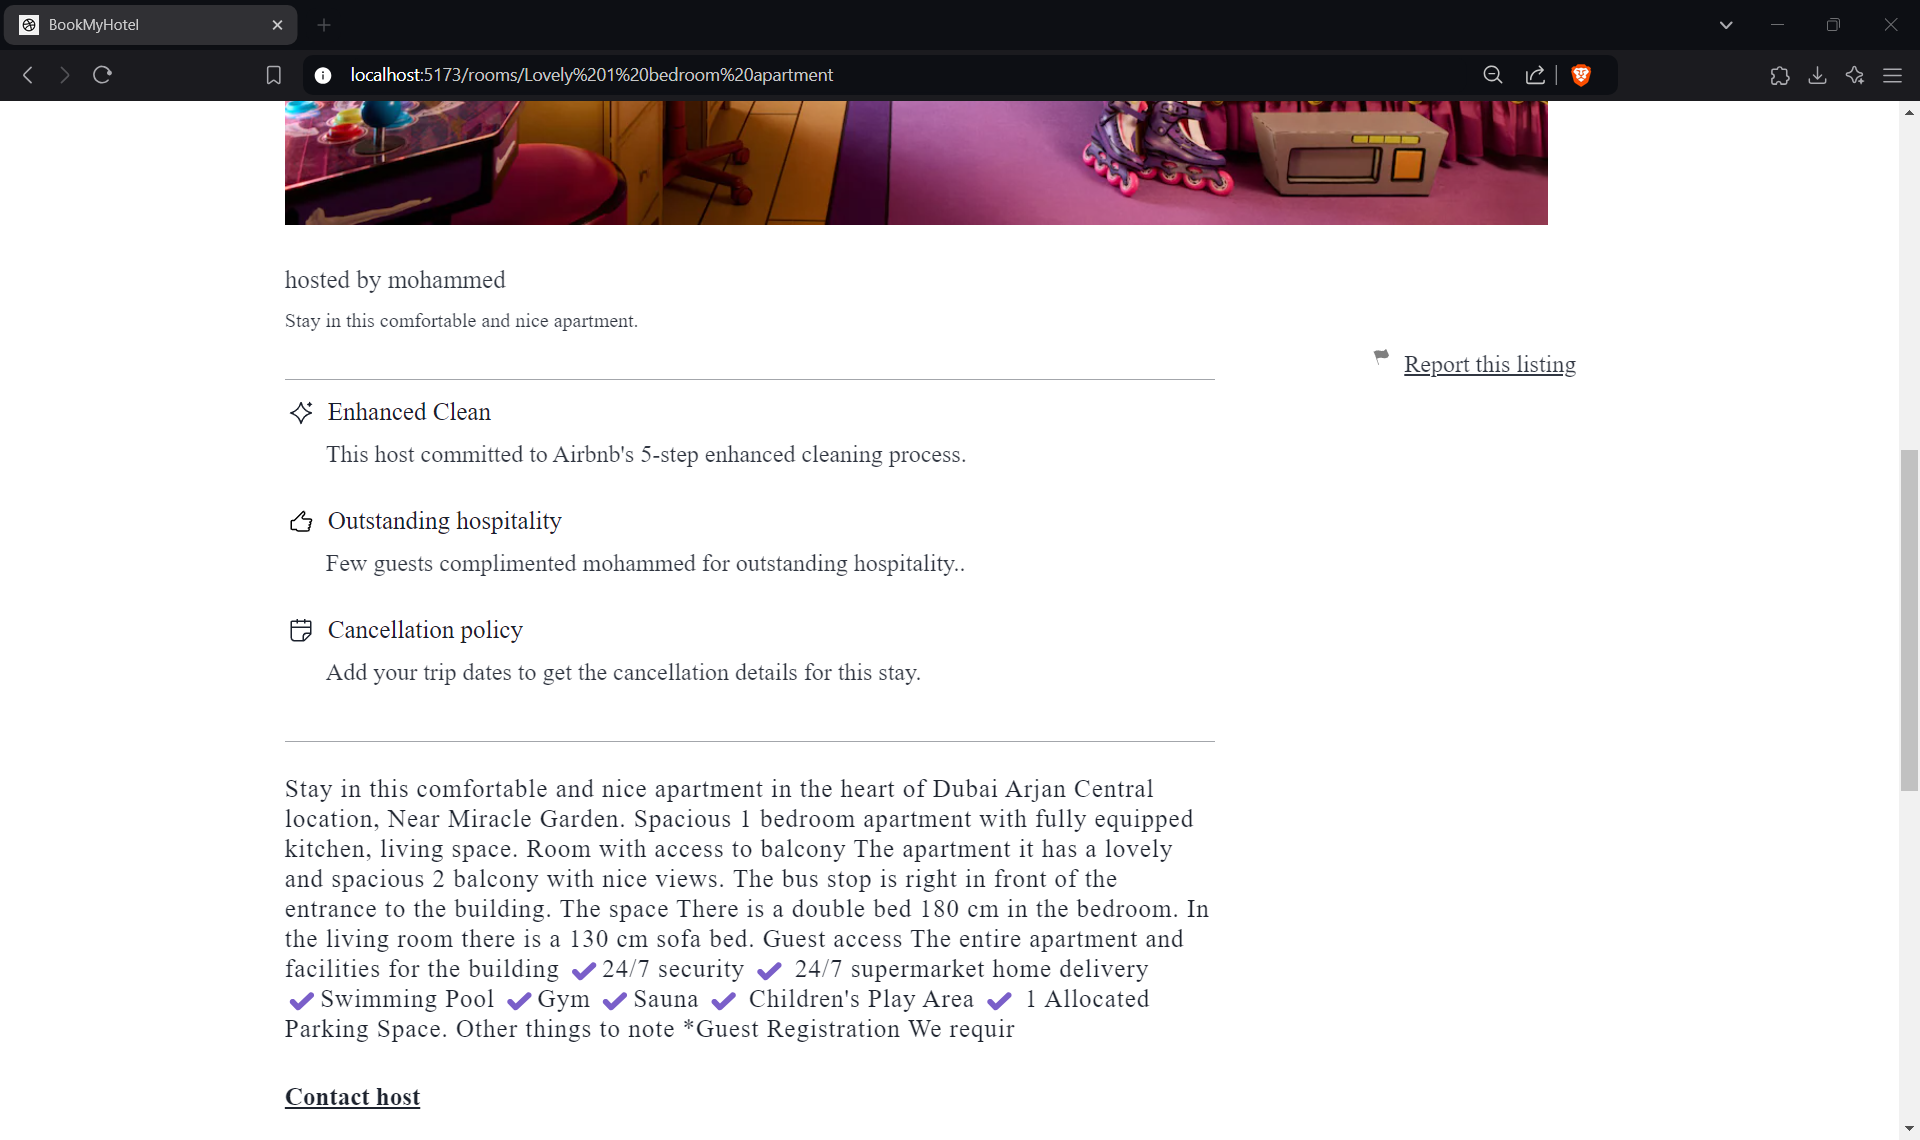 BookMyHotel
localhost:5173/rooms/Lovely%201%20bedroom%20apartment
hosted by mohammed
Stay in this comfortable and nice apartment.
Report this listing
Enhanced Clean
This host committed to Airbnb's 5-step enhanced cleaning process.
Outstanding hospitality
Few guests complimented mohammed for outstanding hospitality..
Cancellation policy
Add your trip dates to get the cancellation details for this stay.
Stay in this comfortable and nice apartment in the heart of Dubai Arjan Central
location, Near Miracle Garden. Spacious 1 bedroom apartment with fully equipped
kitchen, living space. Room with access to balcony The apartment it has a lovely
and spacious 2 balcony with nice views. The bus stop is right in front of the
entrance to the building. The space There is a double bed 180 cm in the bedroom. In
the living room there is a 130 cm sofa bed. Guest access The entire apartment and
facilities for the building ✔24/7 security ✔ 24/7 supermarket home delivery
✔Swimming Pool ✔Gym ✔Sauna ✔ Children's Play Area ✔ 1 Allocated
Parking Space. Other things to note *Guest Registration We requir
Contact host